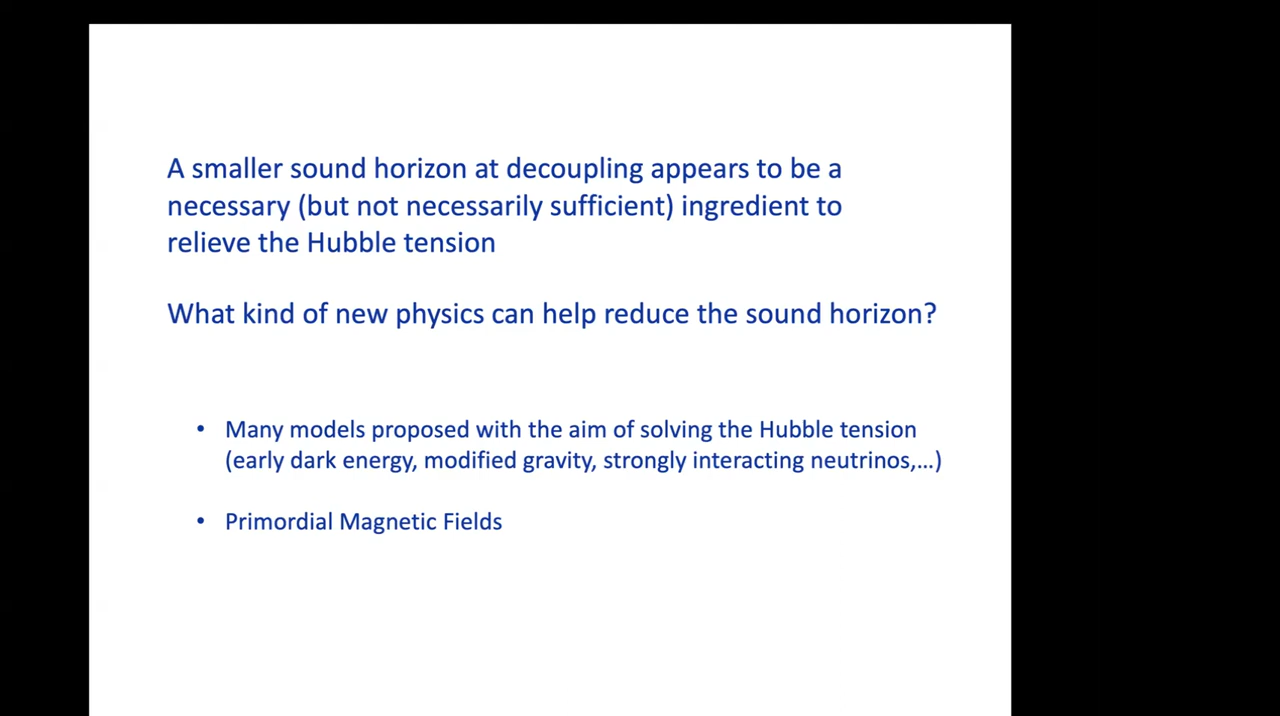 A smaller sound horizon at decoupling appears to be a
necessary (but not necessarily sufficient) ingredient to
relieve the Hubble tension
What kind of new physics can help reduce the sound horizon?
• Many models proposed with the aim of solving the Hubble tension
(early dark energy, modified gravity, strongly interacting neutrinos,...)
• Primordial Magnetic Fields